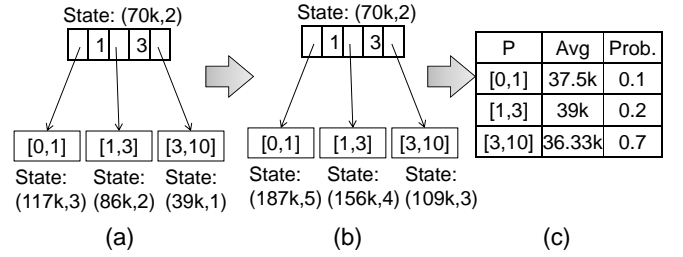 State: (70k,2)
1 3
[0,1] [1,3] [3,10]
State: State: State:
(117k,3) (86k,2) (39k,1)
(a)
State: (70k,2)
1 3
[0,1] [1,3] [3,10]
State: State: State:
(187k,5) (156k,4) (109k,3)
(b)
P Avg Prob.
[0,1] 37.5k 0.1
[1,3] 39k 0.2
[3,10] 36.33k 0.7
(c)